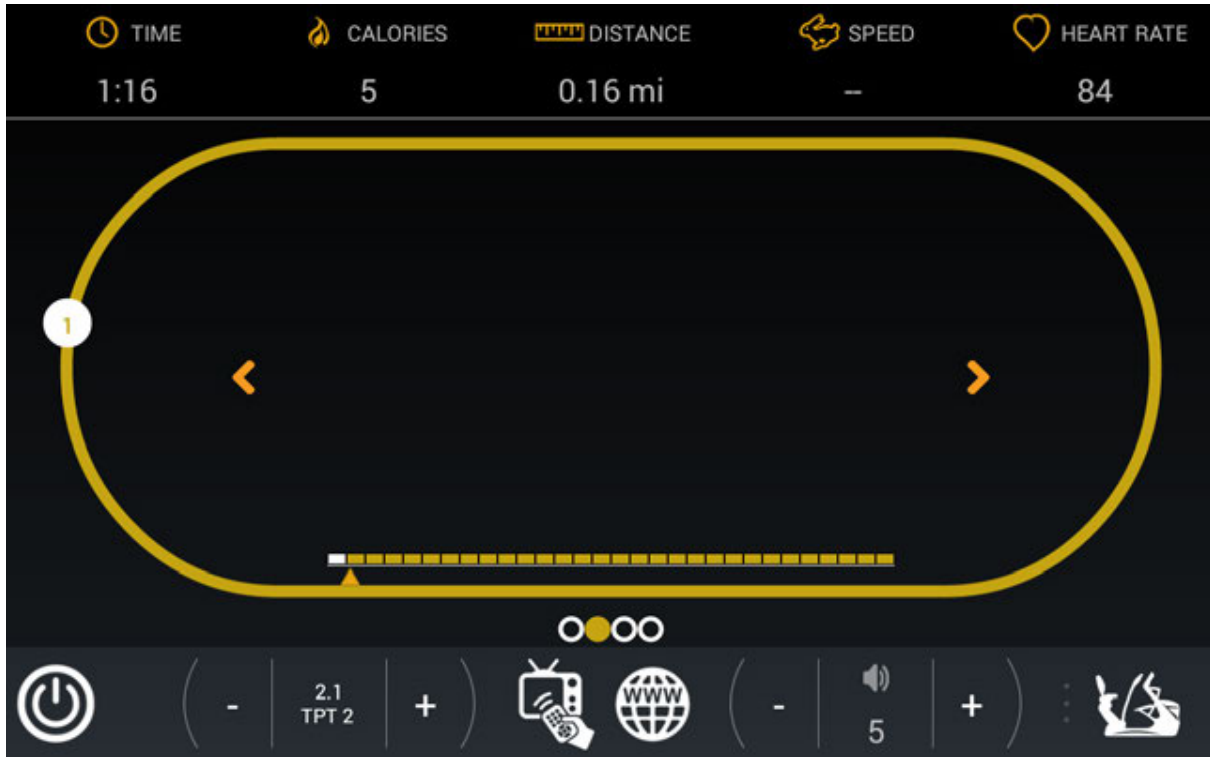 TIME CALORIES DISTANCE SPEED HEART RATE
1:16 5 0.16 mi -- 84
1
- 2.1 + WWW - +
TPT 2 5